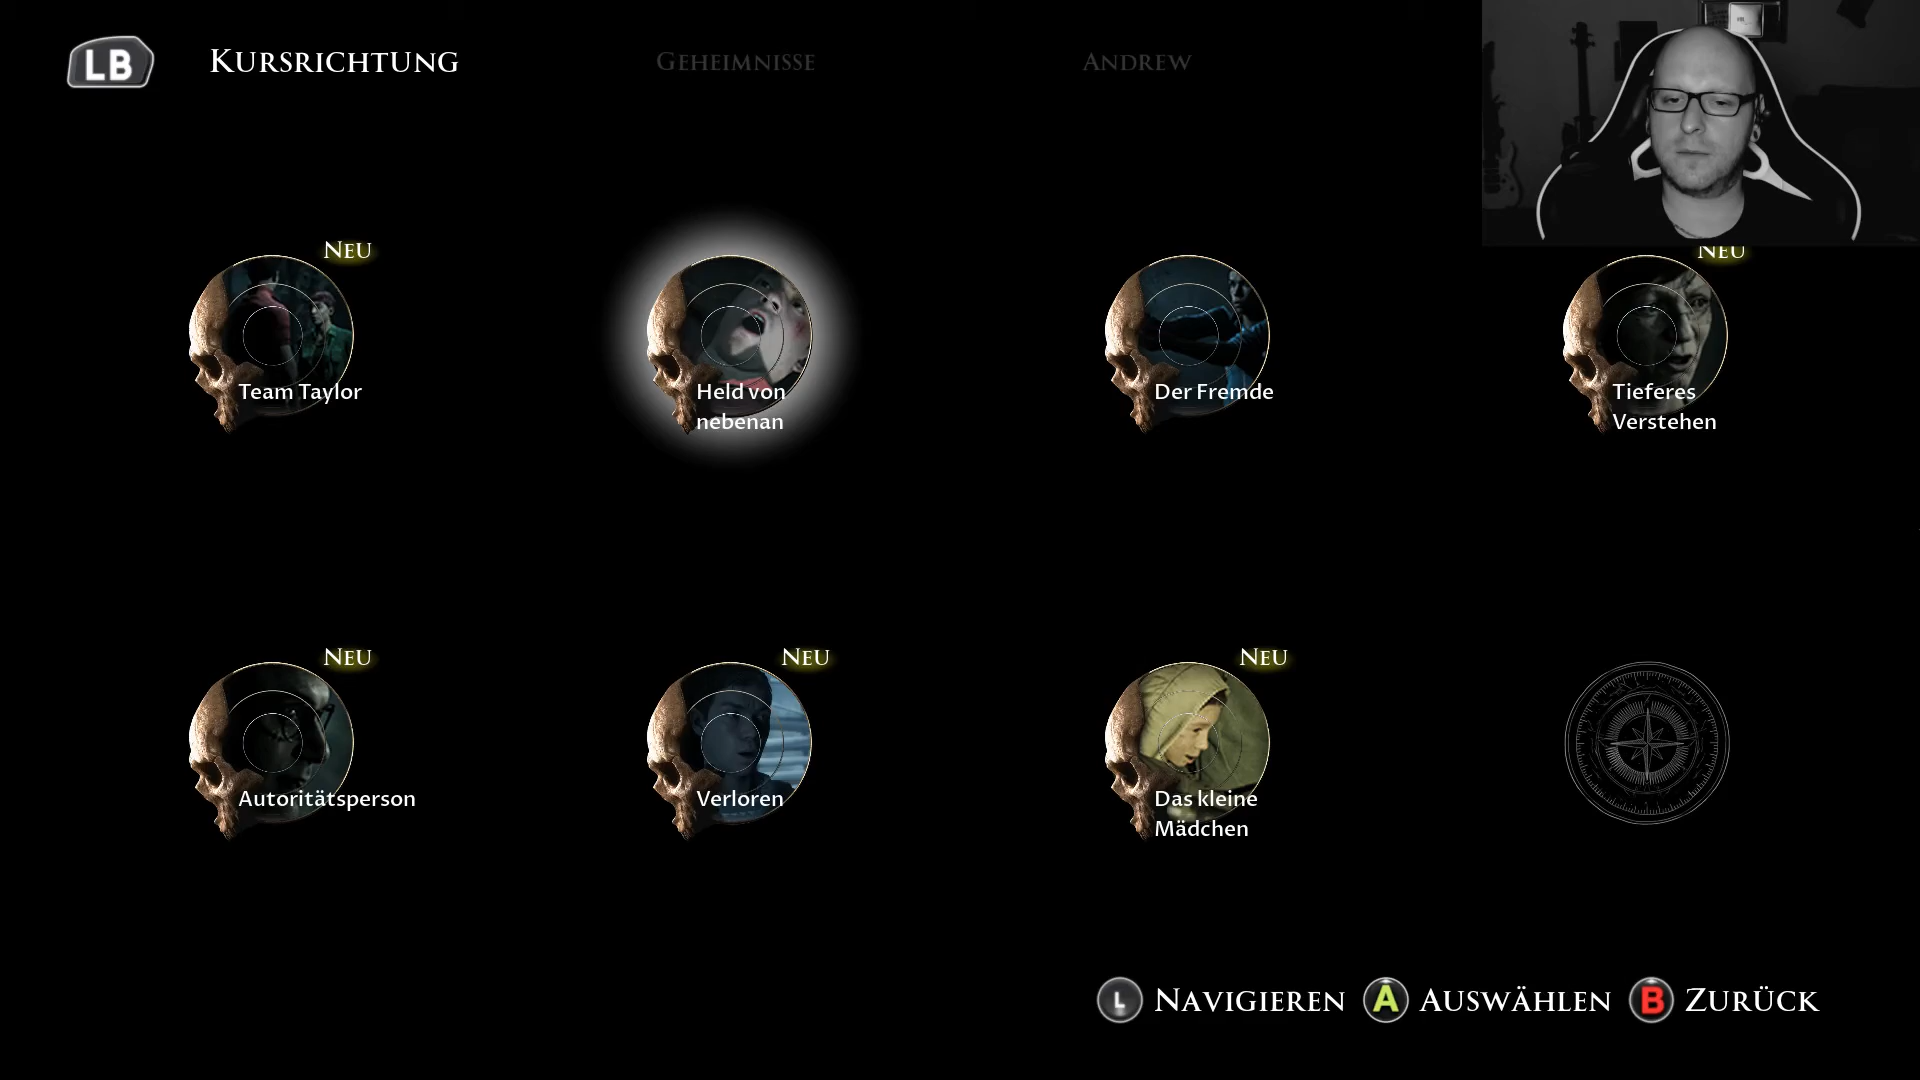 LB
Kursrichtung
Geheimnisse
Andrew
Neu
Neu
Team Taylor
Held von
nebenan
Der Fremde
Tieferes
Verstehen
Neu
Neu
Neu
Autoritätsperson
Verloren
Das kleine
Mädchen
L Navigieren A Auswählen B Zurück